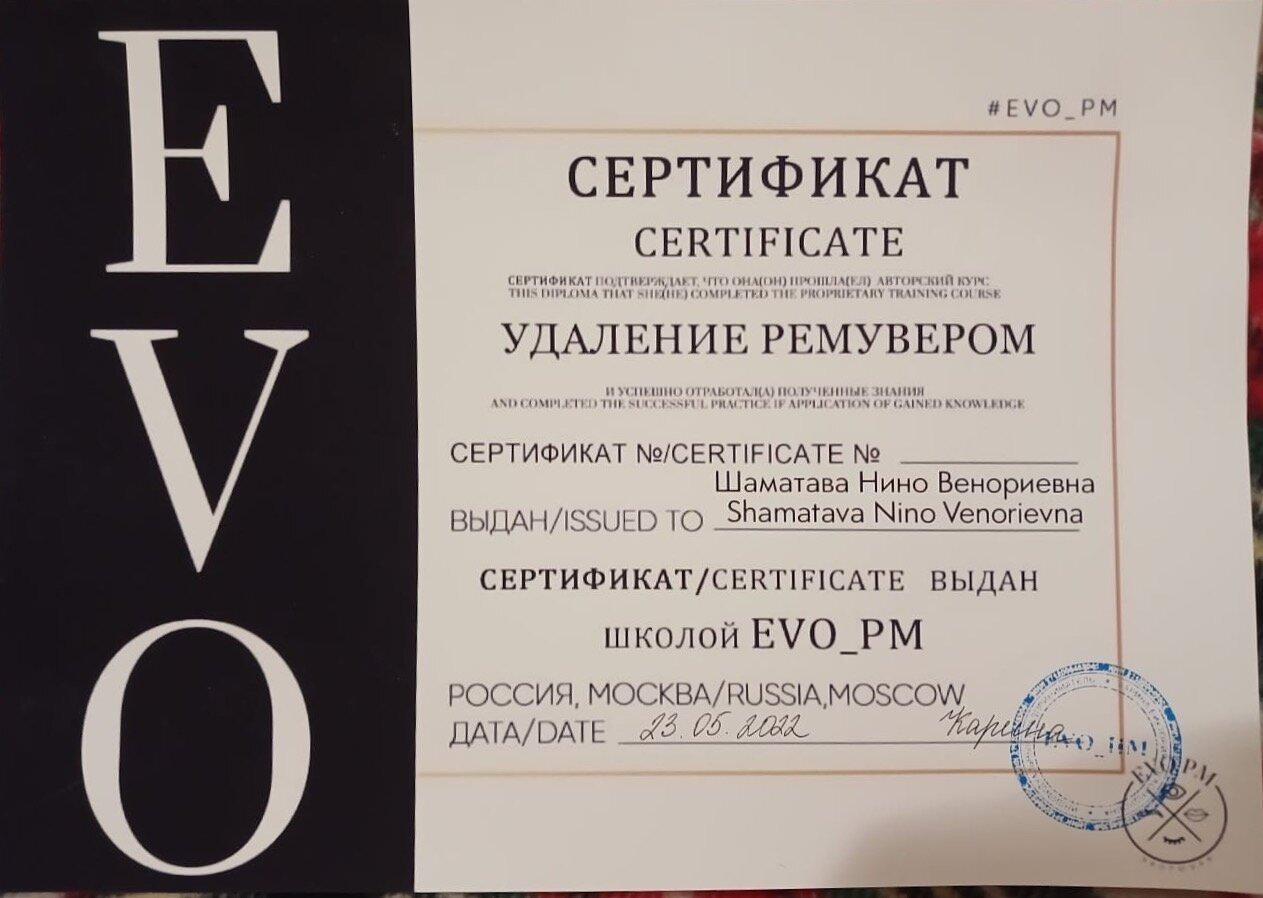 EVO
#EVO_PM
СЕРТИФИКАТ
CERTIFICATE
СЕРТИФИКАТ ПОДТВЕРЖДАЕТ, ЧТО ОНА(ОН) ПРОШЛА(ЕЛ) АВТОРСКИЙ КУРС
THIS DIPLOMA THAT SHE(HE) COMPLETED THE PROPRIETARY TRAINING COURSE
УДАЛЕНИЕ РЕМУВЕРОМ
И УСПЕШНО ОТРАБОТАЛ(А) ПОЛУЧЕННЫЕ ЗНАНИЯ
AND COMPLETED THE SUCCESSFUL PRACTICE IF APPLICATION OF GAINED KNOWLEDGE
СЕРТИФИКАТ №/CERTIFICATE №
Шаматава Нино Венориевна
ВЫДАН/ISSUED TO Shamatava Nino Venorievna
СЕРТИФИКАТ/CERTIFICATE ВЫДАН
ШКОЛОЙ EVO_PM
РОССИЯ, МОСКВА/RUSSIA,MOSCOW
ДАТА/DATE 23.05.2022 Карина
EVO_PM
EVO PM